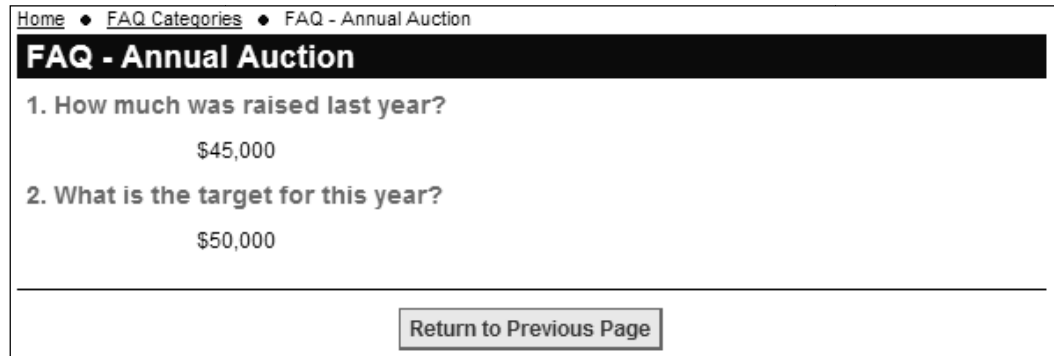 Home ● FAQ Categories ● FAQ - Annual Auction
FAQ - Annual Auction
1. How much was raised last year?
$45,000
2. What is the target for this year?
$50,000
Return to Previous Page